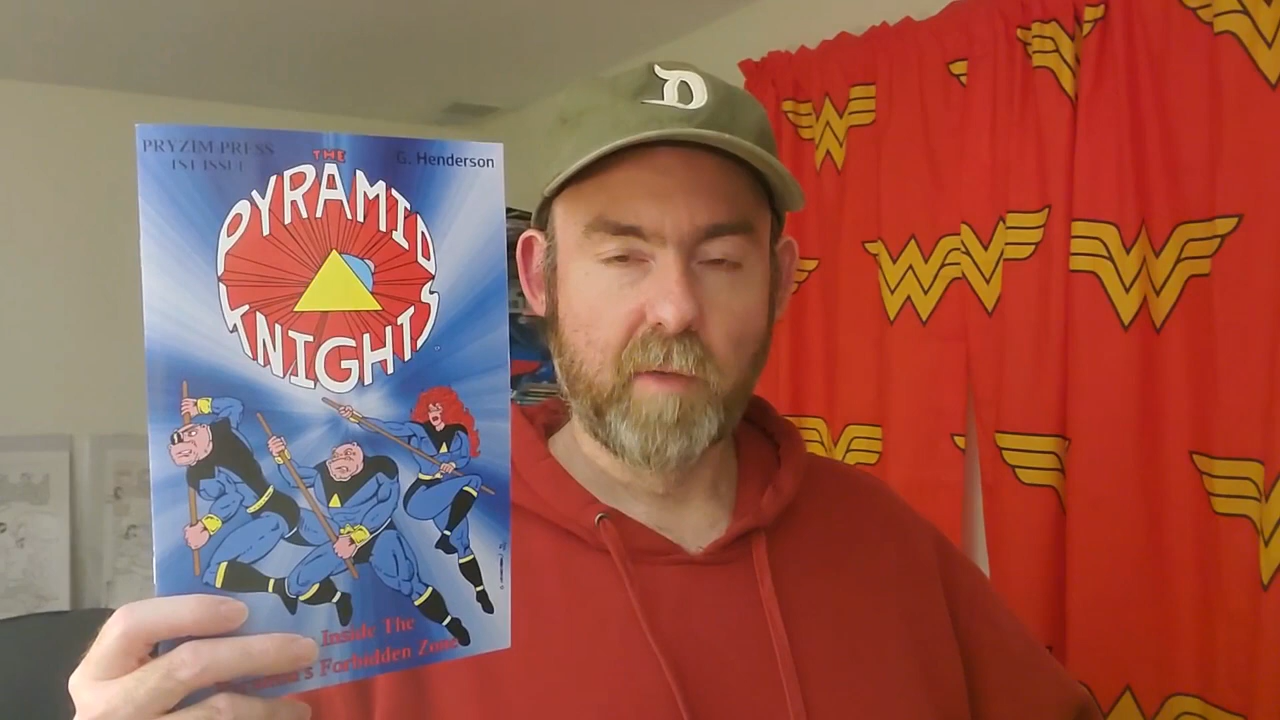 PRYZIM PRESS
1ST ISSUE
G. Henderson
THE
PYRAMID
KNIGHTS
Inside The
Forbidden Zone
D